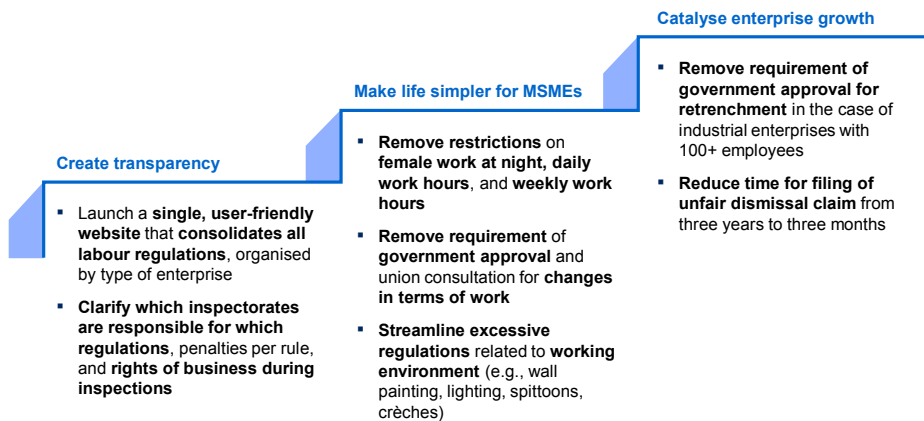 Create transparency
▪ Launch a single, user-friendly
website that consolidates all
labour regulations, organised
by type of enterprise
▪ Clarify which inspectorates
are responsible for which
regulations, penalties per rule,
and rights of business during
inspections
Make life simpler for MSMEs
▪ Remove restrictions on
female work at night, daily
work hours, and weekly work
hours
▪ Remove requirement of
government approval and
union consultation for changes
in terms of work
▪ Streamline excessive
regulations related to working
environment (e.g., wall
painting, lighting, spittoons,
crèches)
Catalyse enterprise growth
▪ Remove requirement of
government approval for
retrenchment in the case of
industrial enterprises with
100+ employees
▪ Reduce time for filing of
unfair dismissal claim from
three years to three months